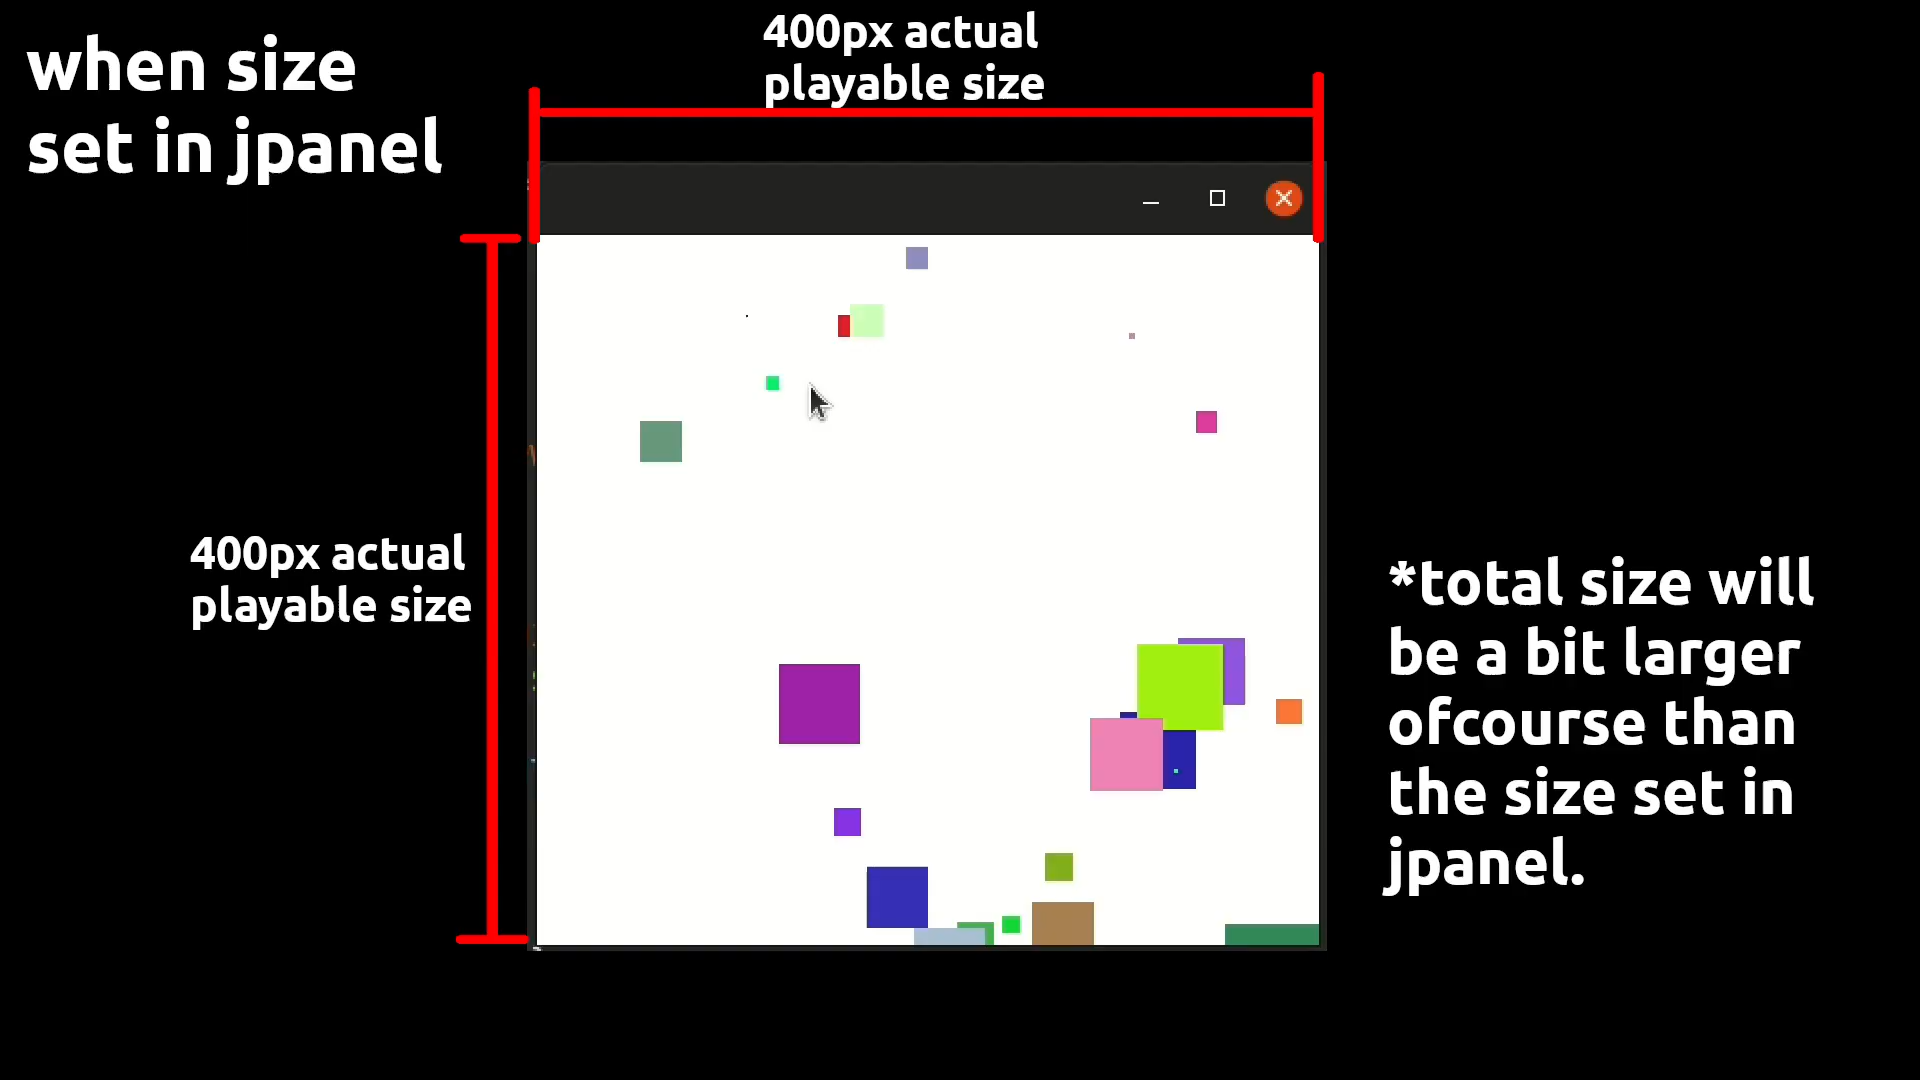 when size
set in jpanel
400px actual
playable size
400px actual
playable size
*total size will
be a bit larger
ofcourse than
the size set in
jpanel.